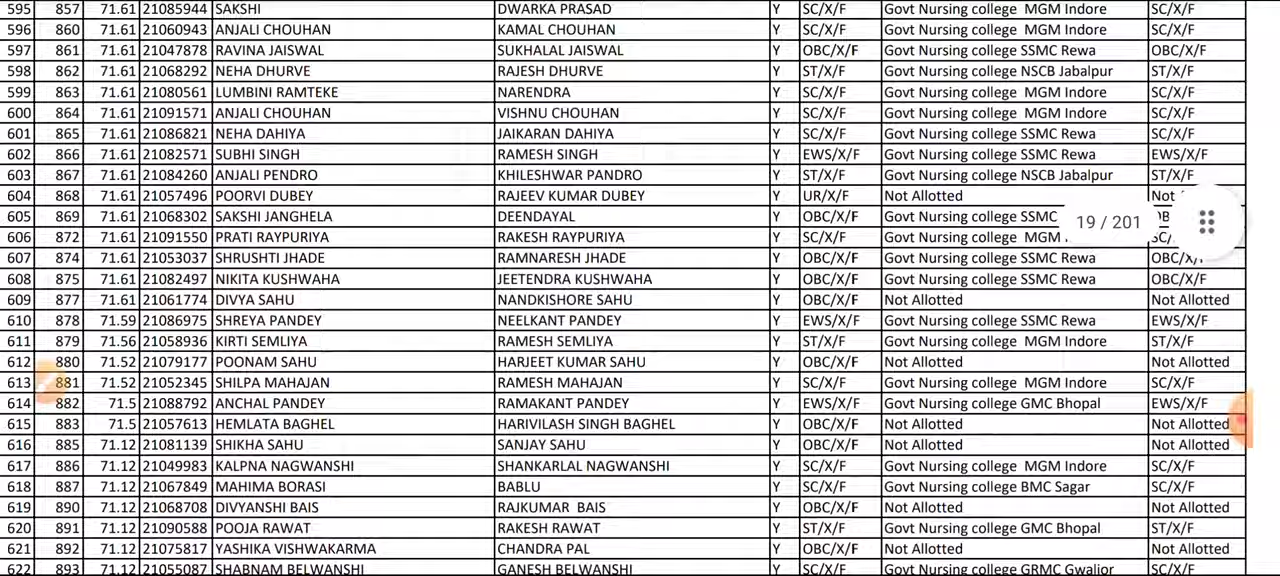 595 857 71.61 21085944 SAKSHI DWARKA PRASAD Y SC/X/F Govt Nursing college MGM Indore SC/X/F
596 860 71.61 21060943 ANJALI CHOUHAN KAMAL CHOUHAN Y SC/X/F Govt Nursing college MGM Indore SC/X/F
597 861 71.61 21047878 RAVINA JAISWAL SUKHALAL JAISWAL Y OBC/X/F Govt Nursing college SSMC Rewa OBC/X/F
598 862 71.61 21068292 NEHA DHURVE RAJESH DHURVE Y ST/X/F Govt Nursing college NSCB Jabalpur ST/X/F
599 863 71.61 21080561 LUMBINI RAMTEKE NARENDRA Y SC/X/F Govt Nursing college MGM Indore SC/X/F
600 864 71.61 21091571 ANJALI CHOUHAN VISHNU CHOUHAN Y SC/X/F Govt Nursing college MGM Indore SC/X/F
601 865 71.61 21086821 NEHA DAHIYA JAIKARAN DAHIYA Y SC/X/F Govt Nursing college SSMC Rewa SC/X/F
602 866 71.61 21082571 SUBHI SINGH RAMESH SINGH Y EWS/X/F Govt Nursing college SSMC Rewa EWS/X/F
603 867 71.61 21084260 ANJALI PENDRO KHILESHWAR PANDRO Y ST/X/F Govt Nursing college NSCB Jabalpur ST/X/F
604 868 71.61 21057496 POORVI DUBEY RAJEEV KUMAR DUBEY Y UR/X/F Not Allotted Not
605 869 71.61 21068302 SAKSHI JANGHELA DEENDAYAL Y OBC/X/F Govt Nursing college SSMC
19 / 201
606 872 71.61 21091550 PRATI RAYPURIYA RAKESH RAYPURIYA Y SC/X/F Govt Nursing college MGM SC/
607 874 71.61 21053037 SHRUSHTI JHADE RAMNARESH JHADE Y OBC/X/F Govt Nursing college SSMC Rewa OBC/X/F
608 875 71.61 21082497 NIKITA KUSHWAHA JEETENDRA KUSHWAHA Y OBC/X/F Govt Nursing college SSMC Rewa OBC/X/F
609 877 71.61 21061774 DIVYA SAHU NANDKISHORE SAHU Y OBC/X/F Not Allotted Not Allotted
610 878 71.59 21086975 SHREYA PANDEY NEELKANT PANDEY Y EWS/X/F Govt Nursing college SSMC Rewa EWS/X/F
611 879 71.56 21058936 KIRTI SEMLIYA RAMESH SEMLIYA Y ST/X/F Govt Nursing college MGM Indore ST/X/F
612 880 71.52 21079177 POONAM SAHU HARJEET KUMAR SAHU Y OBC/X/F Not Allotted Not Allotted
613 881 71.52 21052345 SHILPA MAHAJAN RAMESH MAHAJAN Y SC/X/F Govt Nursing college MGM Indore SC/X/F
614 882 71.5 21088792 ANCHAL PANDEY RAMAKANT PANDEY Y EWS/X/F Govt Nursing college GMC Bhopal EWS/X/F
615 883 71.5 21057613 HEMLATA BAGHEL HARIVILASH SINGH BAGHEL Y OBC/X/F Not Allotted Not Allotted
616 885 71.12 21081139 SHIKHA SAHU SANJAY SAHU Y OBC/X/F Not Allotted Not Allotted
617 886 71.12 21049983 KALPNA NAGWANSHI SHANKARLAL NAGWANSHI Y SC/X/F Govt Nursing college MGM Indore SC/X/F
618 887 71.12 21067849 MAHIMA BORASI BABLU Y SC/X/F Govt Nursing college BMC Sagar SC/X/F
619 890 71.12 21068708 DIVYANSHI BAIS RAJKUMAR BAIS Y OBC/X/F Not Allotted Not Allotted
620 891 71.12 21090588 POOJA RAWAT RAKESH RAWAT Y ST/X/F Govt Nursing college GMC Bhopal ST/X/F
621 892 71.12 21075817 YASHIKA VISHWAKARMA CHANDRA PAL Y OBC/X/F Not Allotted Not Allotted
622 893 71.12 21055087 SHABNAM BELWANSHI GANESH BELWANSHI Y SC/X/F Govt Nursing college GRMC Gwalior SC/X/F